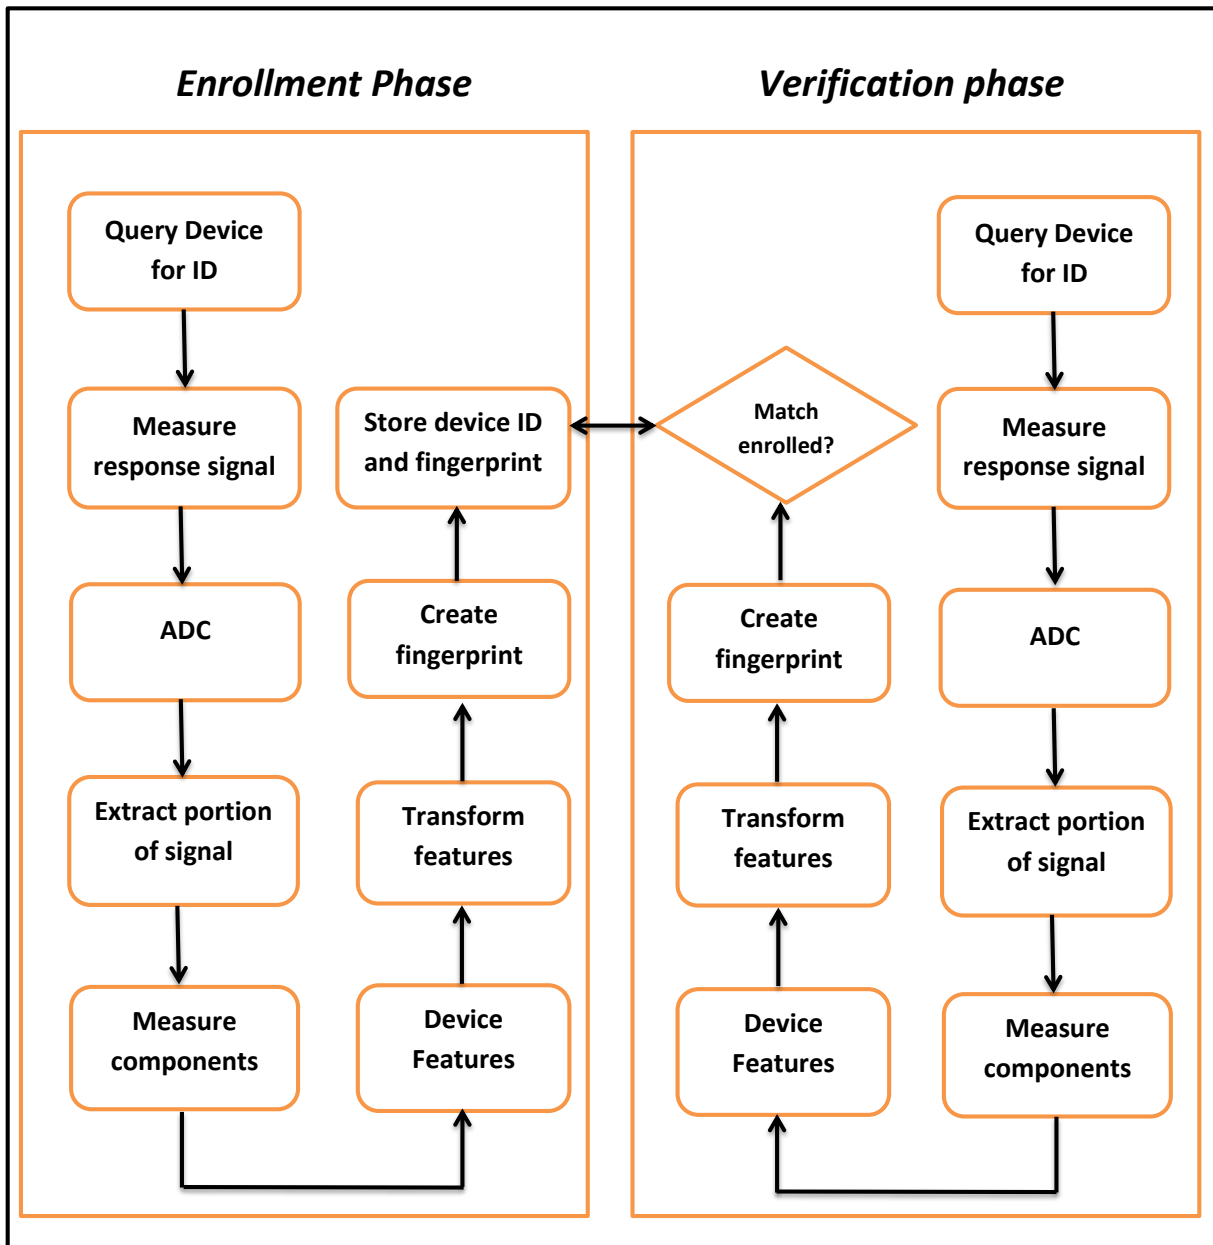 Enrollment Phase
Verification phase
Query Device
for ID
Measure
response signal
ADC
Extract portion
of signal
Measure
components
Device
Features
Transform
features
Create
fingerprint
Store device ID
and fingerprint
Query Device
for ID
Measure
response signal
ADC
Extract portion
of signal
Measure
components
Device
Features
Transform
features
Create
fingerprint
Match
enrolled?